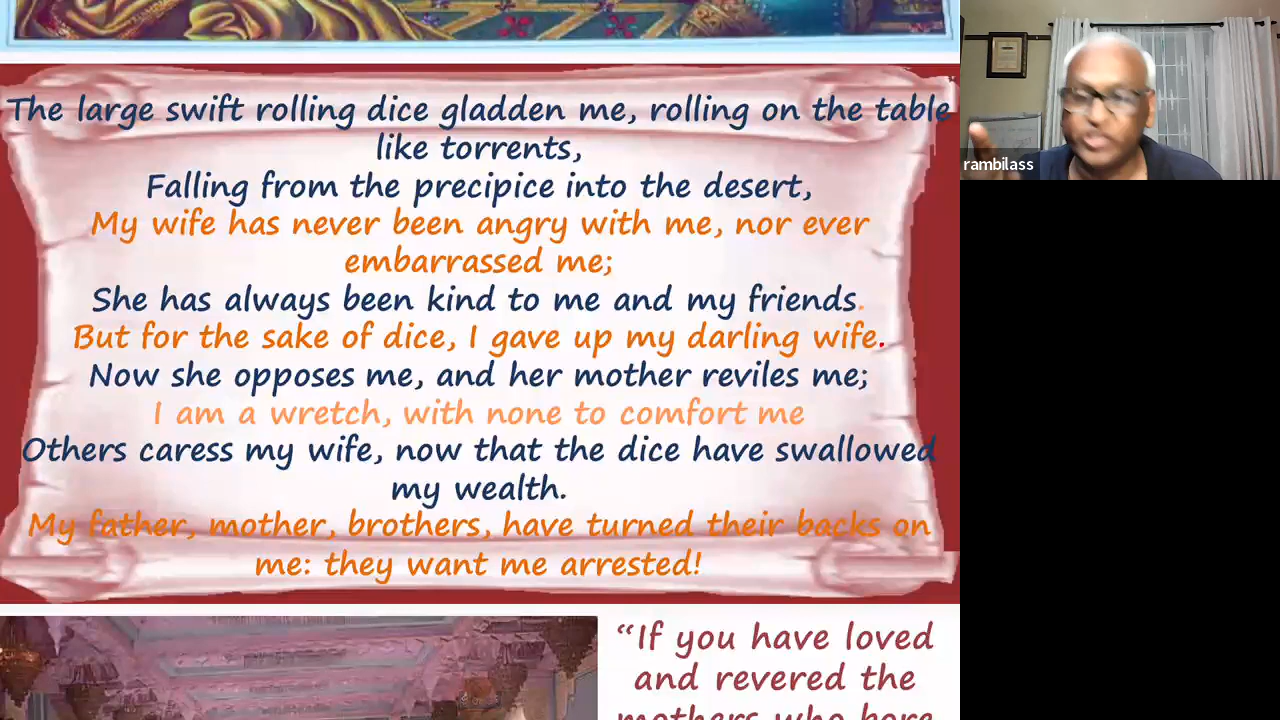 The large swift rolling dice gladden me, rolling on the table
like torrents,
Falling from the precipice into the desert,
My wife has never been angry with me, nor ever
embarrassed me;
She has always been kind to me and my friends.
But for the sake of dice, I gave up my darling wife.
Now she opposes me, and her mother reviles me;
I am a wretch, with none to comfort me
Others caress my wife, now that the dice have swallowed
my wealth.
My father, mother, brothers, have turned their backs on
me: they want me arrested!
“If you have loved
and revered the
mothers who bore
rambilass